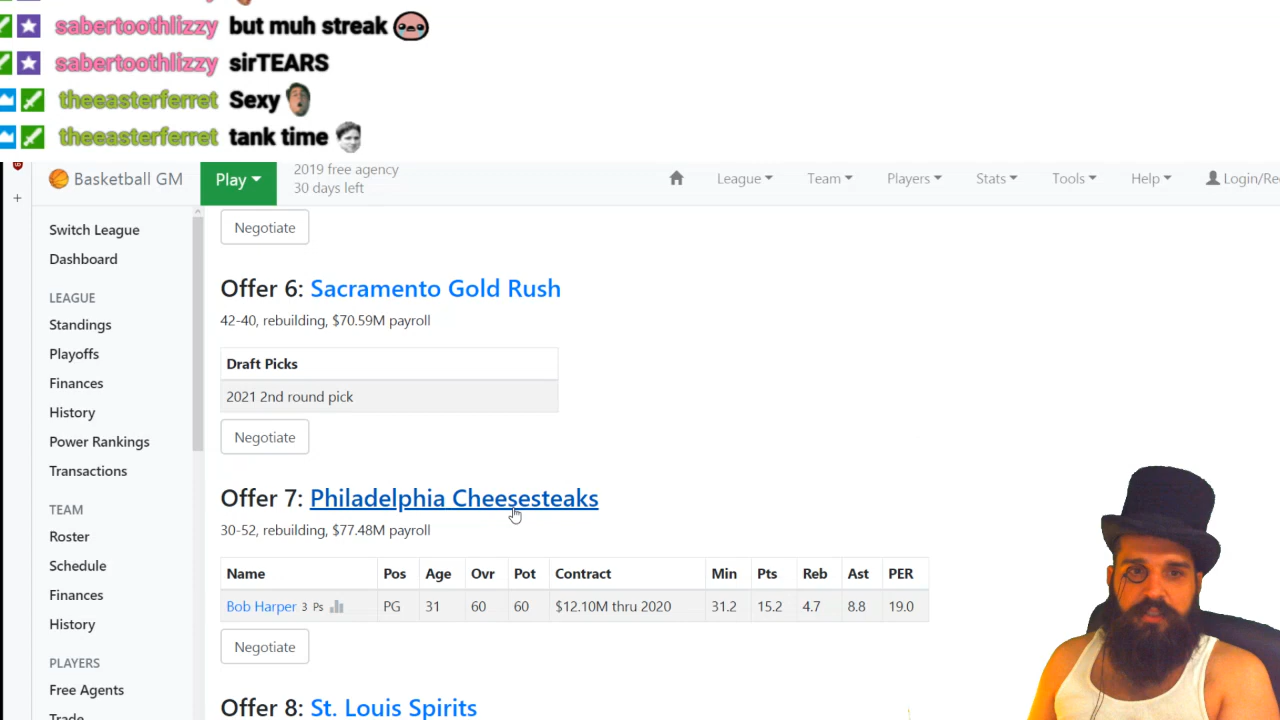 sabertoothlizzy but muh streak
sabertoothlizzy sirTEARS
theeasterferret Sexy
theeasterferret tank time
Basketball GM
Play
2019 free agency
30 days left
League
Team
Players
Stats
Tools
Help
Login/Re
+
Switch League
Dashboard
LEAGUE
Standings
Playoffs
Finances
History
Power Rankings
Transactions
TEAM
Roster
Schedule
Finances
History
PLAYERS
Free Agents
Trade
Negotiate
Offer 6: Sacramento Gold Rush
42-40, rebuilding, $70.59M payroll
Draft Picks
2021 2nd round pick
Negotiate
Offer 7: Philadelphia Cheesesteaks
30-52, rebuilding, $77.48M payroll
Name Pos Age Ovr Pot Contract Min Pts Reb Ast PER
Bob Harper 3 Ps PG 31 60 60 $12.10M thru 2020 31.2 15.2 4.7 8.8 19.0
Negotiate
Offer 8: St. Louis Spirits